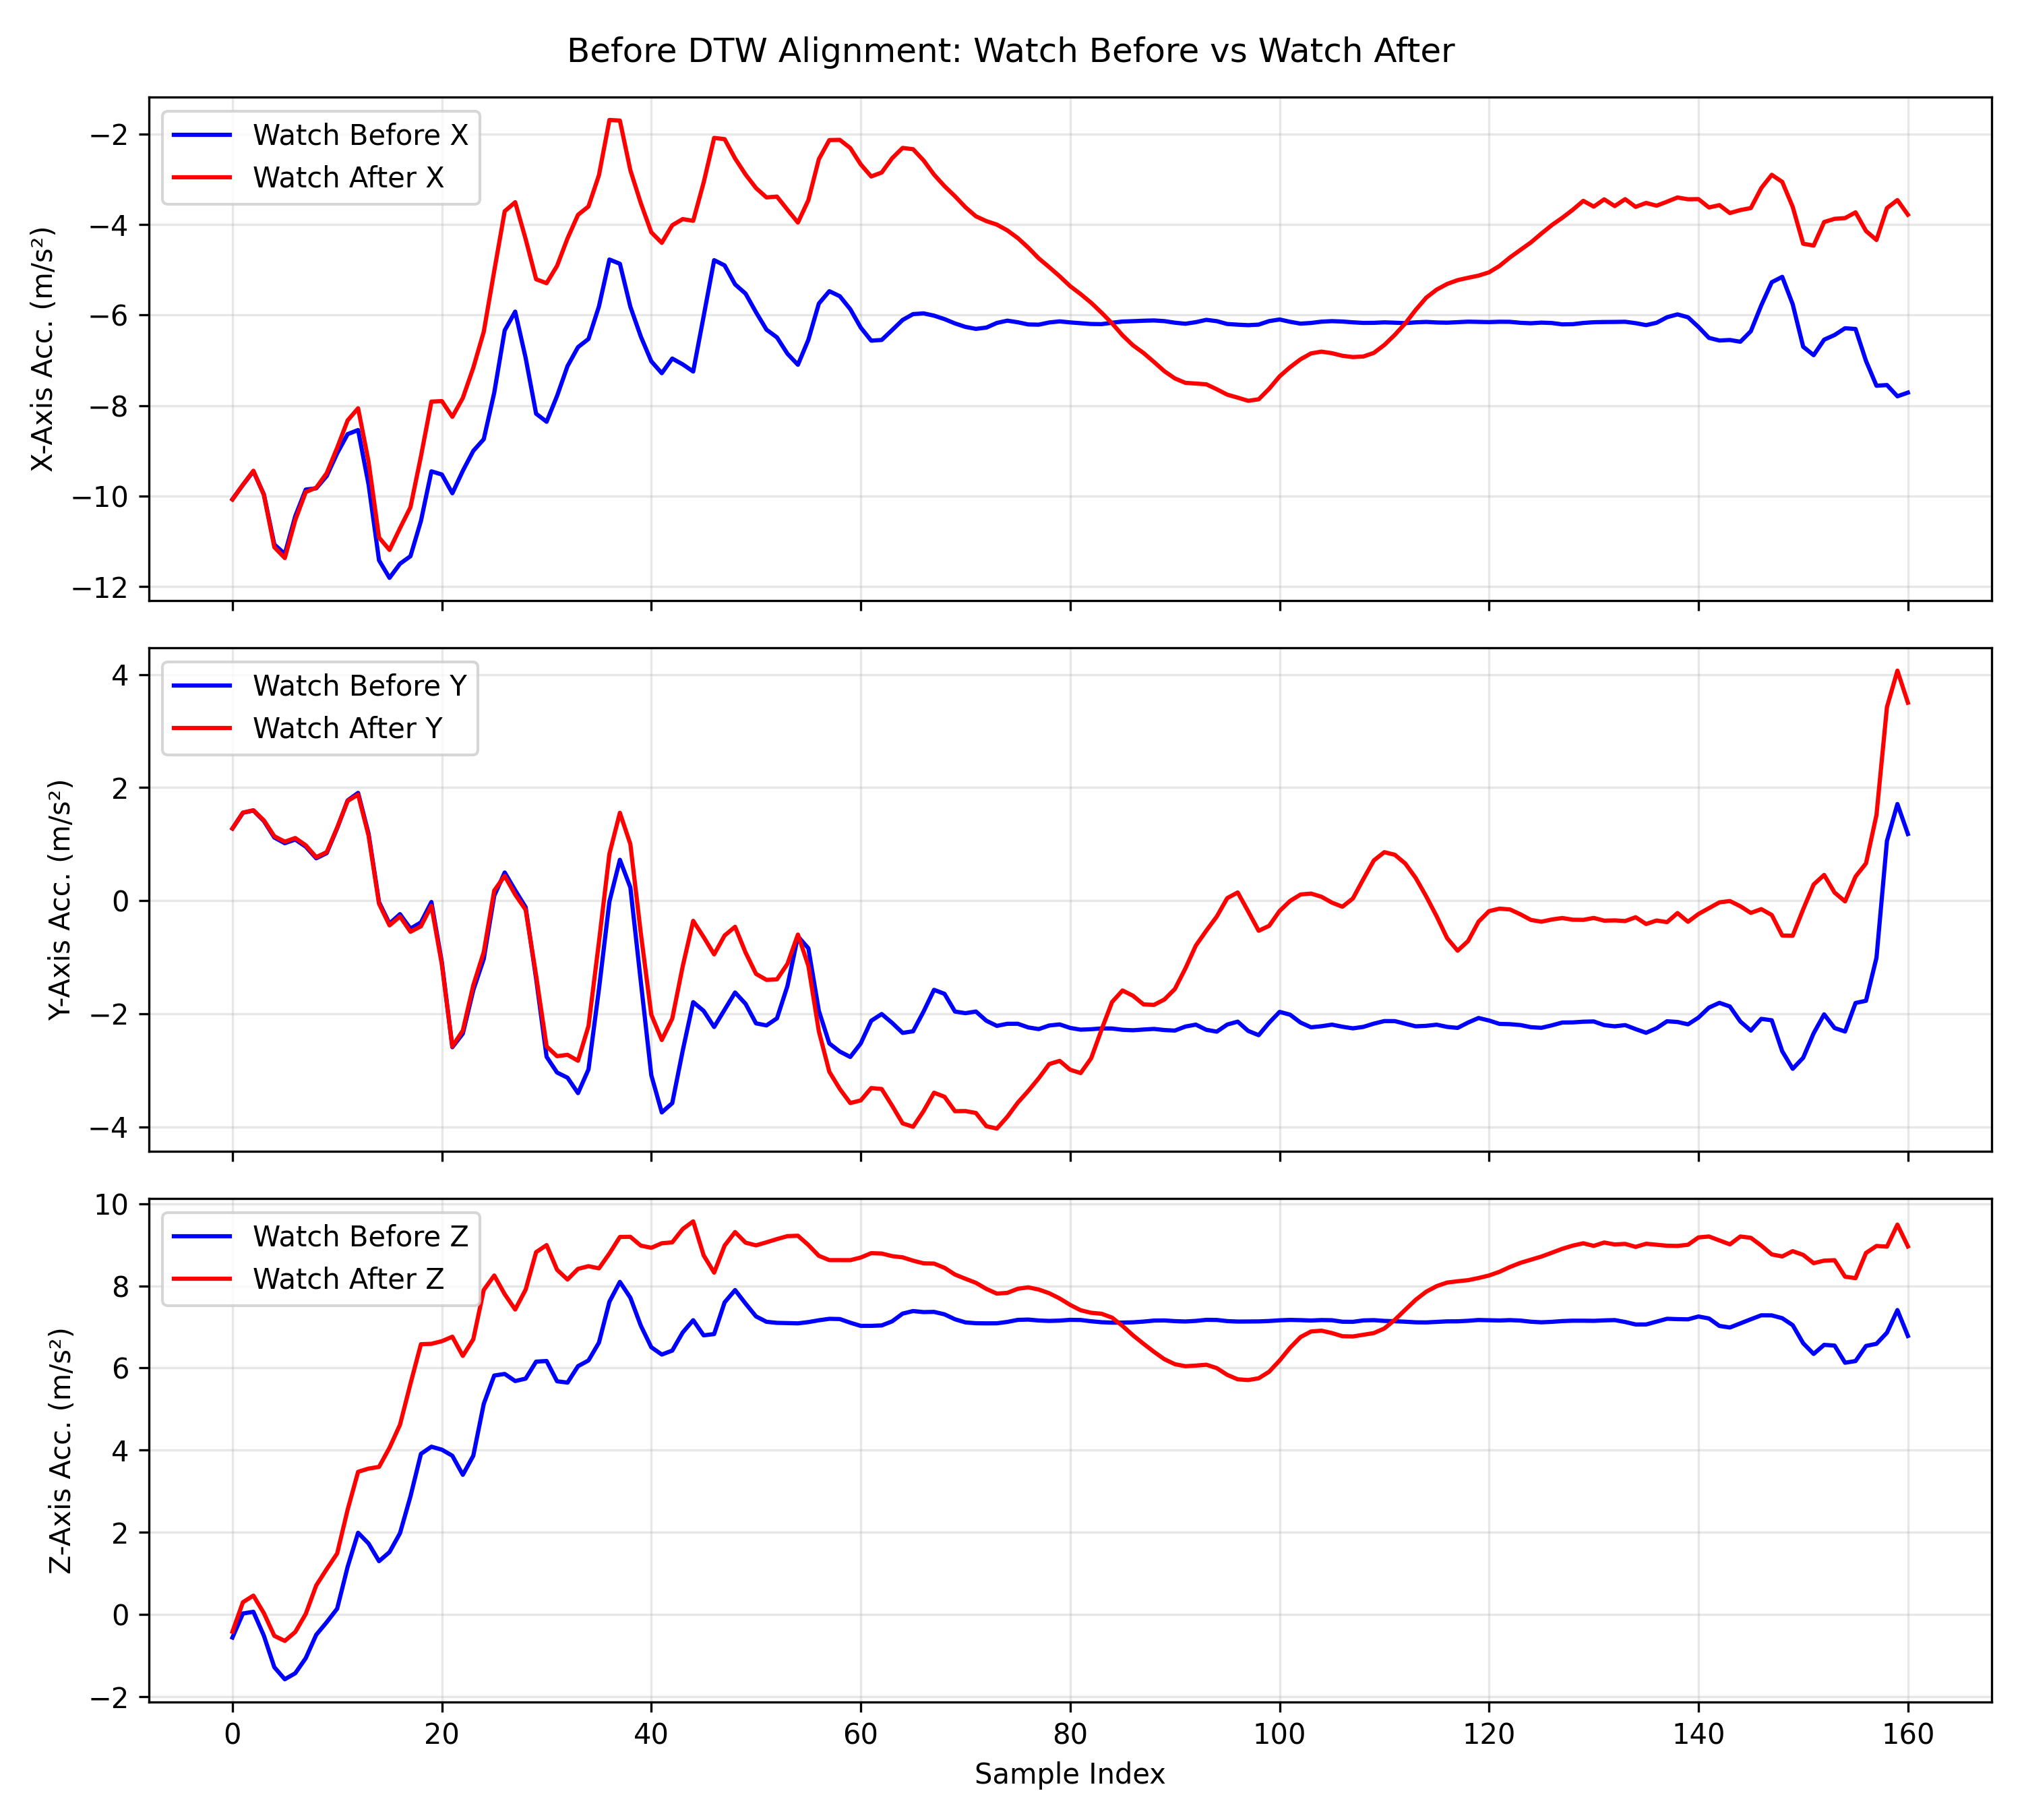 Before DTW Alignment: Watch Before vs Watch After
Watch Before X
Watch After X
X-Axis Acc. (m/s²)
−2
−4
−6
−8
−10
−12
Watch Before Y
Watch After Y
Y-Axis Acc. (m/s²)
4
2
0
−2
−4
Watch Before Z
Watch After Z
Z-Axis Acc. (m/s²)
10
8
6
4
2
0
−2
0 20 40 60 80 100 120 140 160
Sample Index